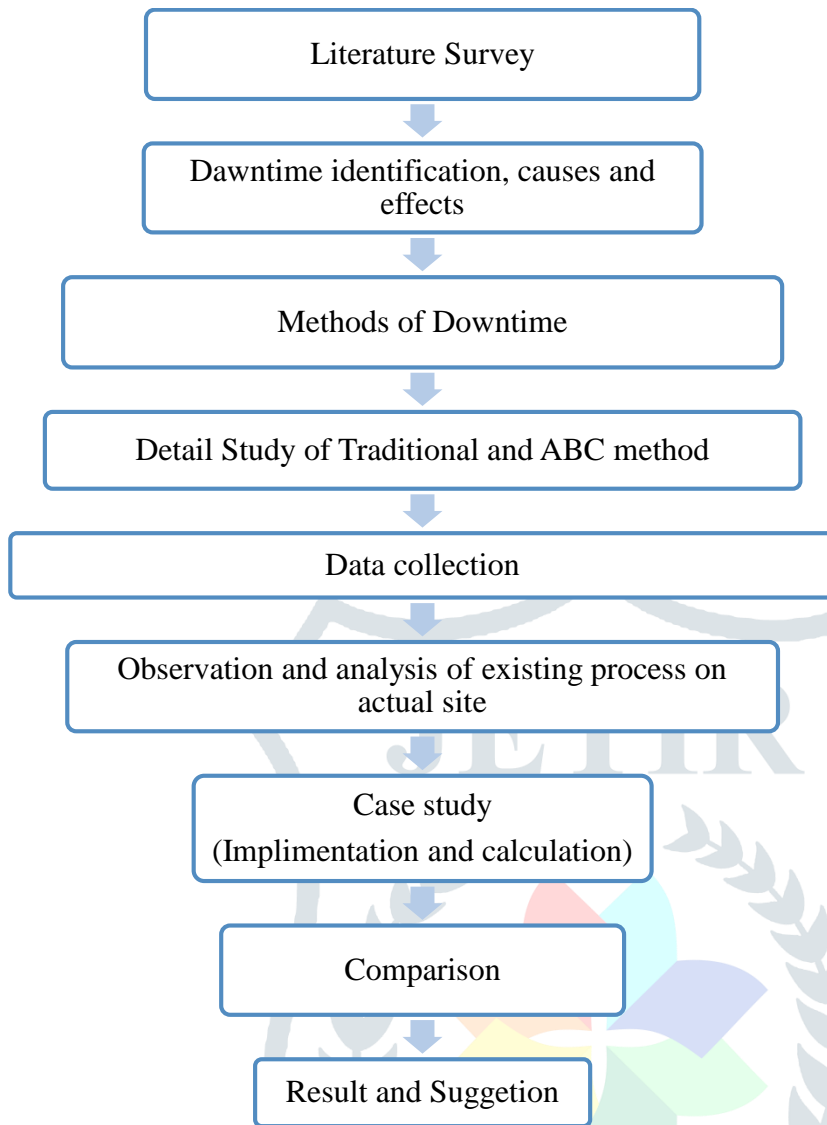 Literature Survey
Dawntime identification, causes and
effects
Methods of Downtime
Detail Study of Traditional and ABC method
Data collection
Observation and analysis of existing process on
actual site
JETIR
Case study
(Implimentation and calculation)
Comparison
Result and Suggetion